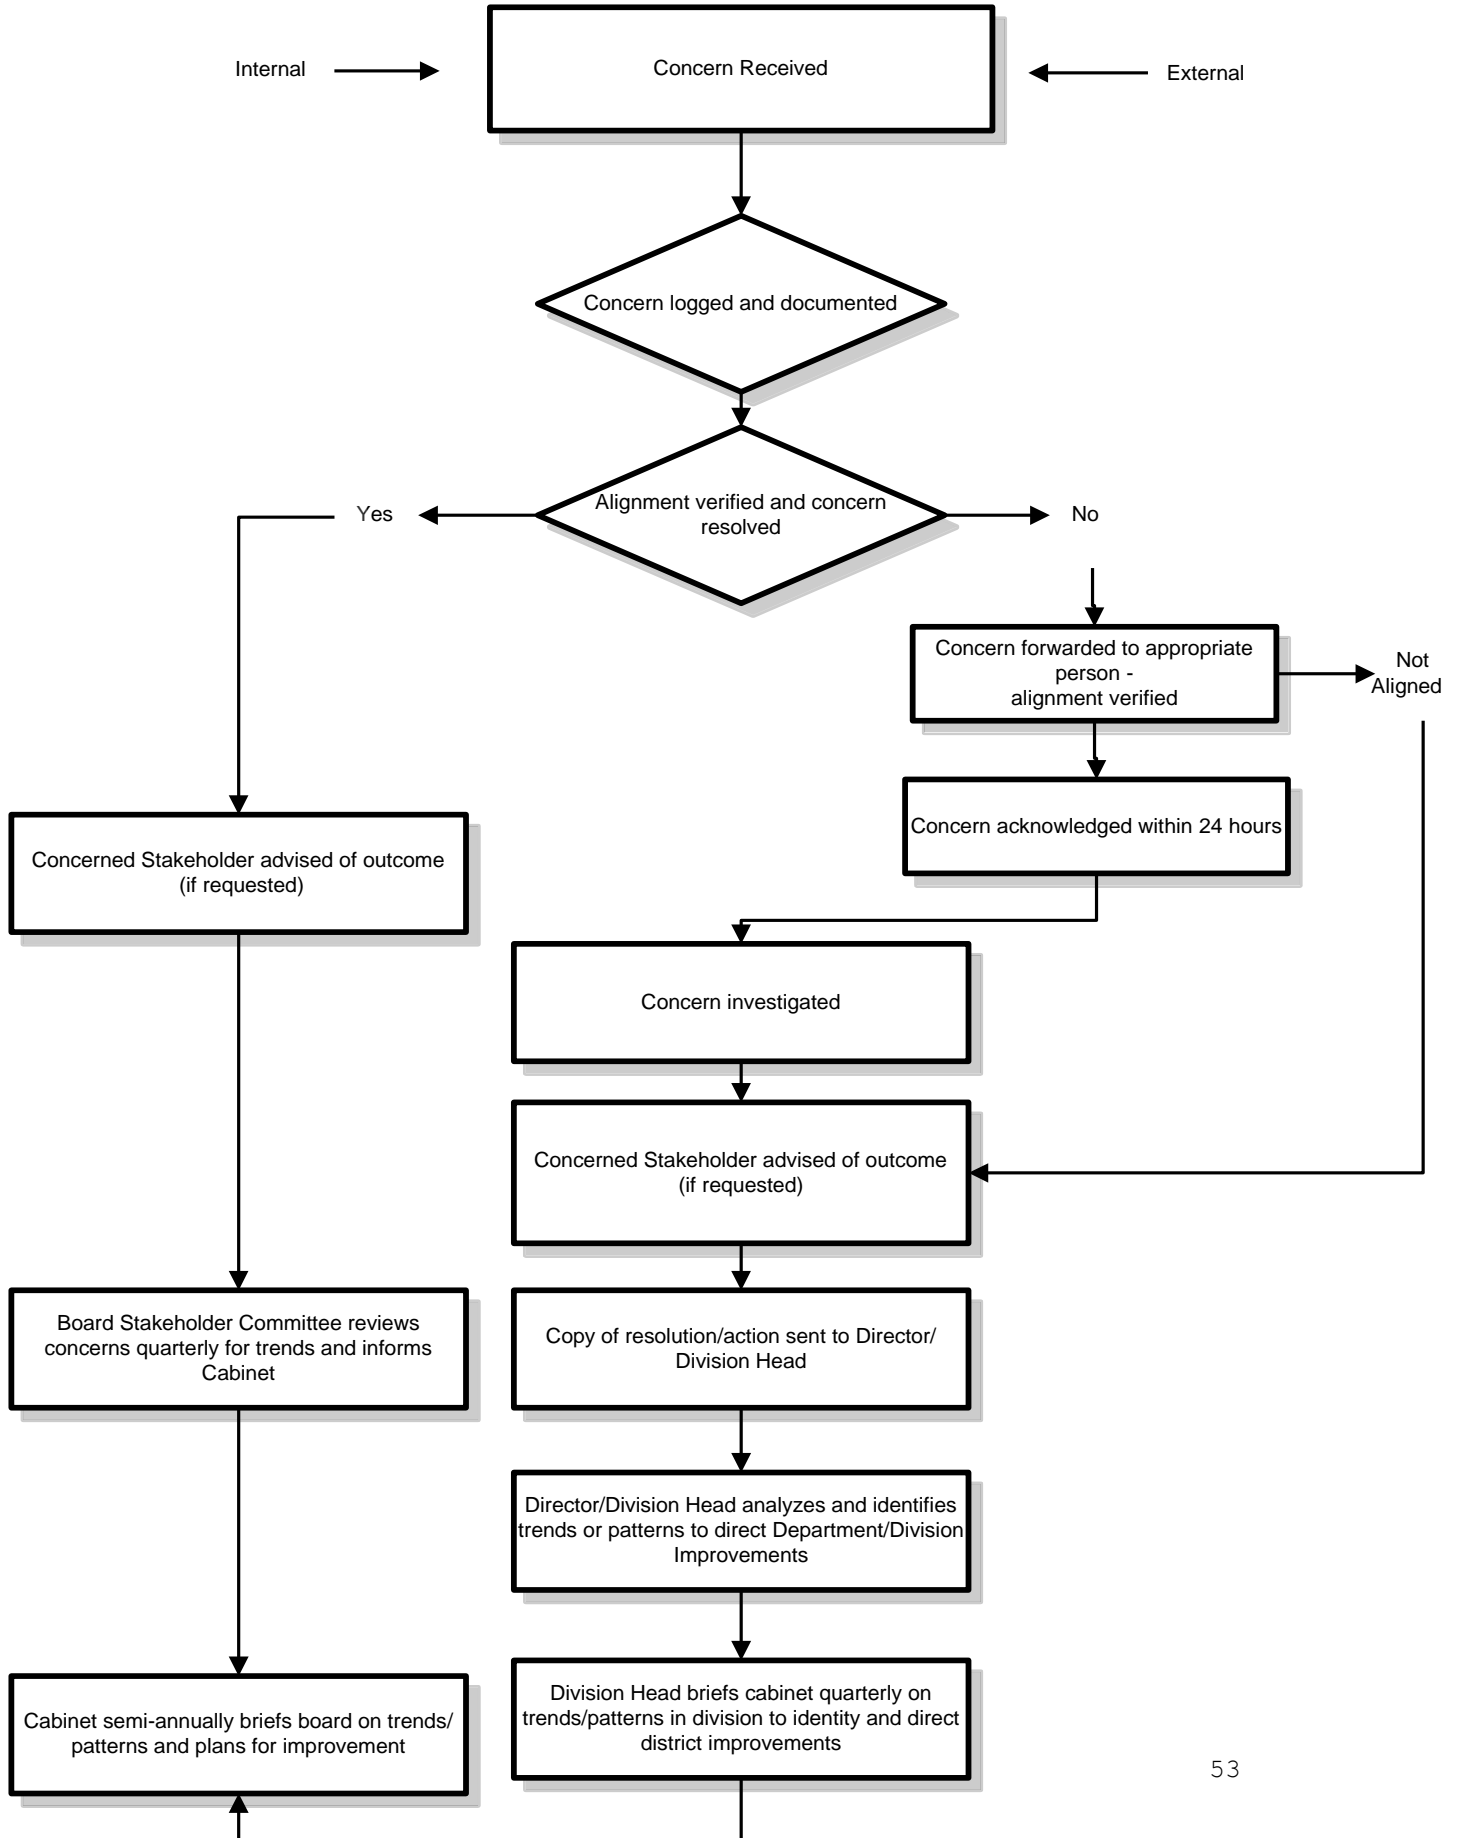 Internal
Concern Received
External
Concern logged and documented
Alignment verified and concern
resolved
Yes
No
Concern forwarded to appropriate
person -
alignment verified
Not
Aligned
Concern acknowledged within 24 hours
Concerned Stakeholder advised of outcome
(if requested)
Concern investigated
Concerned Stakeholder advised of outcome
(if requested)
Board Stakeholder Committee reviews
concerns quarterly for trends and informs
Cabinet
Copy of resolution/action sent to Director/
Division Head
Director/Division Head analyzes and identifies
trends or patterns to direct Department/Division
Improvements
Cabinet semi-annually briefs board on trends/
patterns and plans for improvement
Division Head briefs cabinet quarterly on
trends/patterns in division to identity and direct
district improvements
53